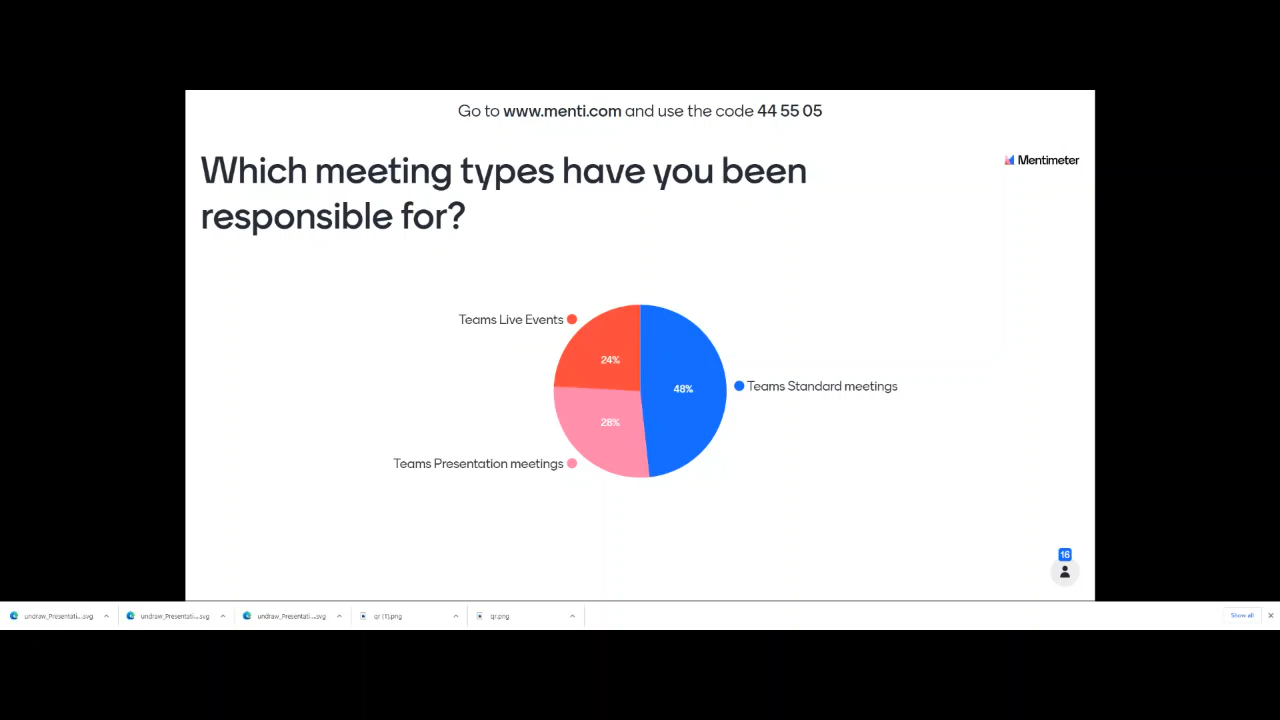 Go to www.menti.com and use the code 44 55 05
Mentimeter
Which meeting types have you been
responsible for?
Teams Live Events
24%
48%
Teams Standard meetings
28%
Teams Presentation meetings
16
undraw_Presentati...svg
undraw_Presentati...svg
undraw_Presentati...svg
qr (1).png
qr.png
Show all